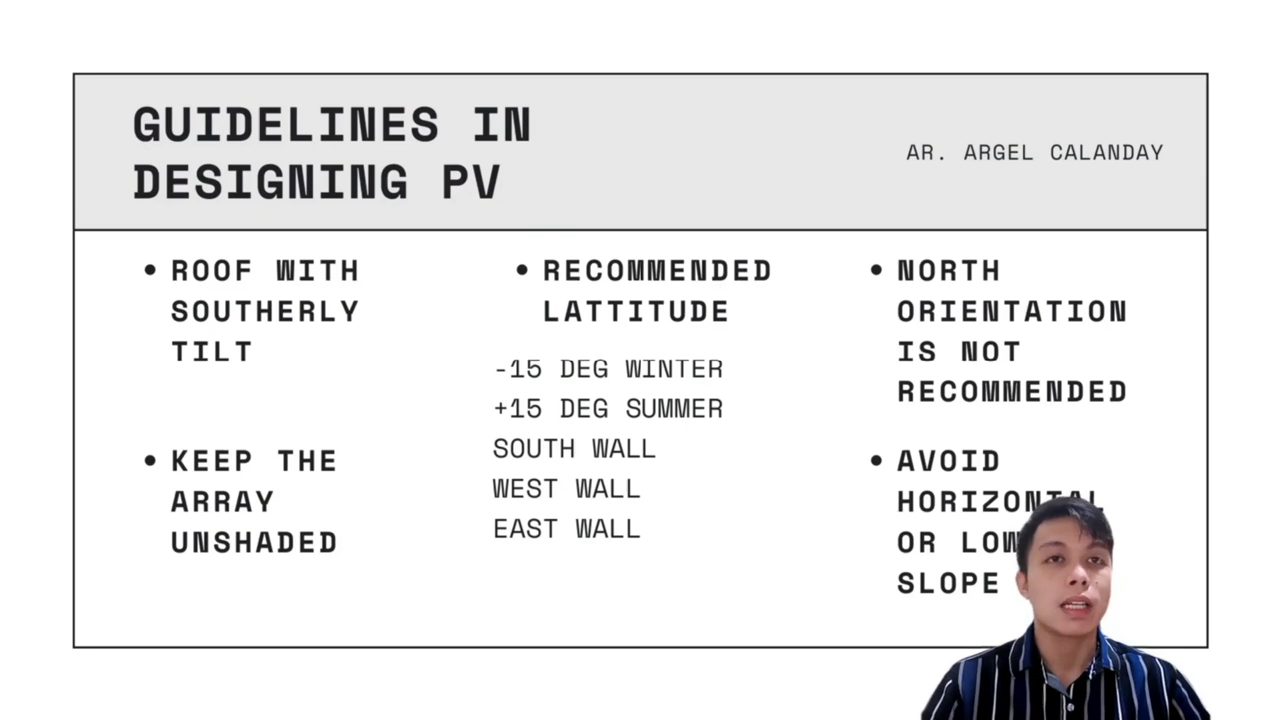 GUIDELINES IN
DESIGNING PV
AR. ARGEL CALANDAY
• ROOF WITH
SOUTHERLY
TILT
• KEEP THE
ARRAY
UNSHADED
• RECOMMENDED
LATTITUDE
-15 DEG WINTER
+15 DEG SUMMER
SOUTH WALL
WEST WALL
EAST WALL
• NORTH
ORIENTATION
IS NOT
RECOMMENDED
• AVOID
HORIZONTAL
OR LOW
SLOPE